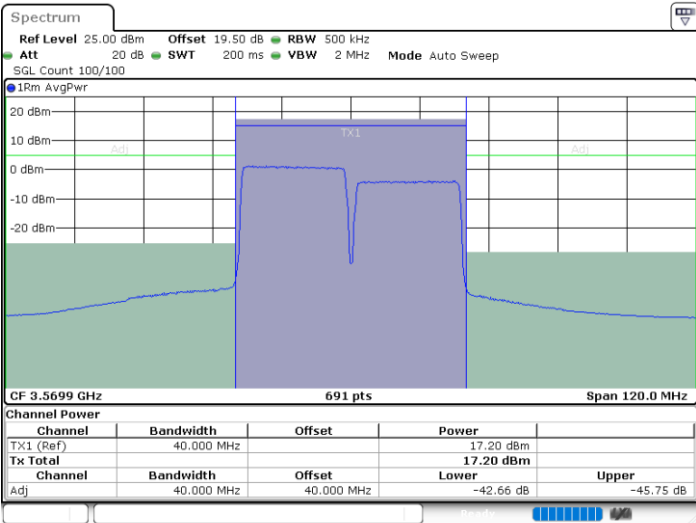 Spectrum
Ref Level 25.00 dBm Offset 19.50 dB RBW 500 kHz
Att 20 dB SWT 200 ms VBW 2 MHz Mode Auto Sweep
SGL Count 100/100
1Rm AvgPwr
20 dBm
TX1
10 dBm
Adj Adj
0 dBm
-10 dBm
-20 dBm
CF 3.5699 GHz 691 pts Span 120.0 MHz
Channel Power
Channel Bandwidth Offset Power
TX1 (Ref) 40.000 MHz 17.20 dBm
Tx Total 17.20 dBm
Channel Bandwidth Offset Lower Upper
Adj 40.000 MHz 40.000 MHz -42.66 dB -45.75 dB
Ready